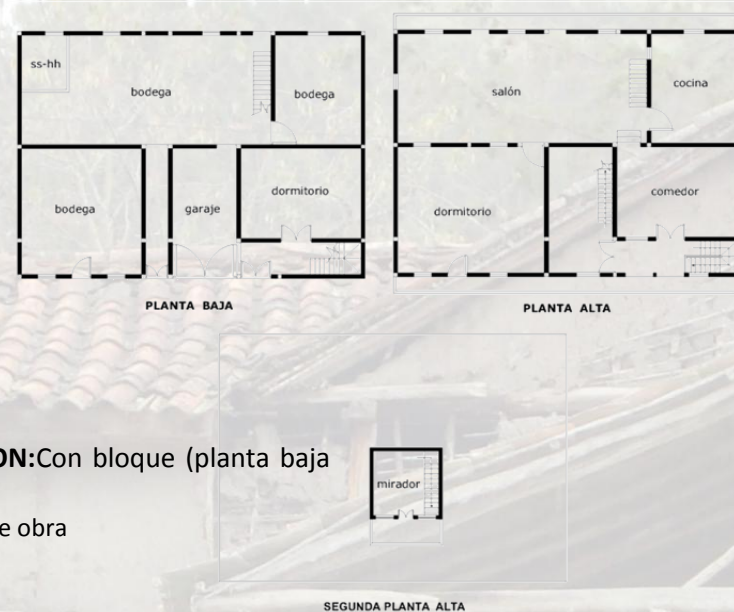 ss-hh
bodega
bodega
bodega
garaje
dormitorio
PLANTA BAJA
salón
cocina
dormitorio
comedor
PLANTA ALTA
ON:Con bloque (planta baja
e obra
mirador
SEGUNDA PLANTA ALTA